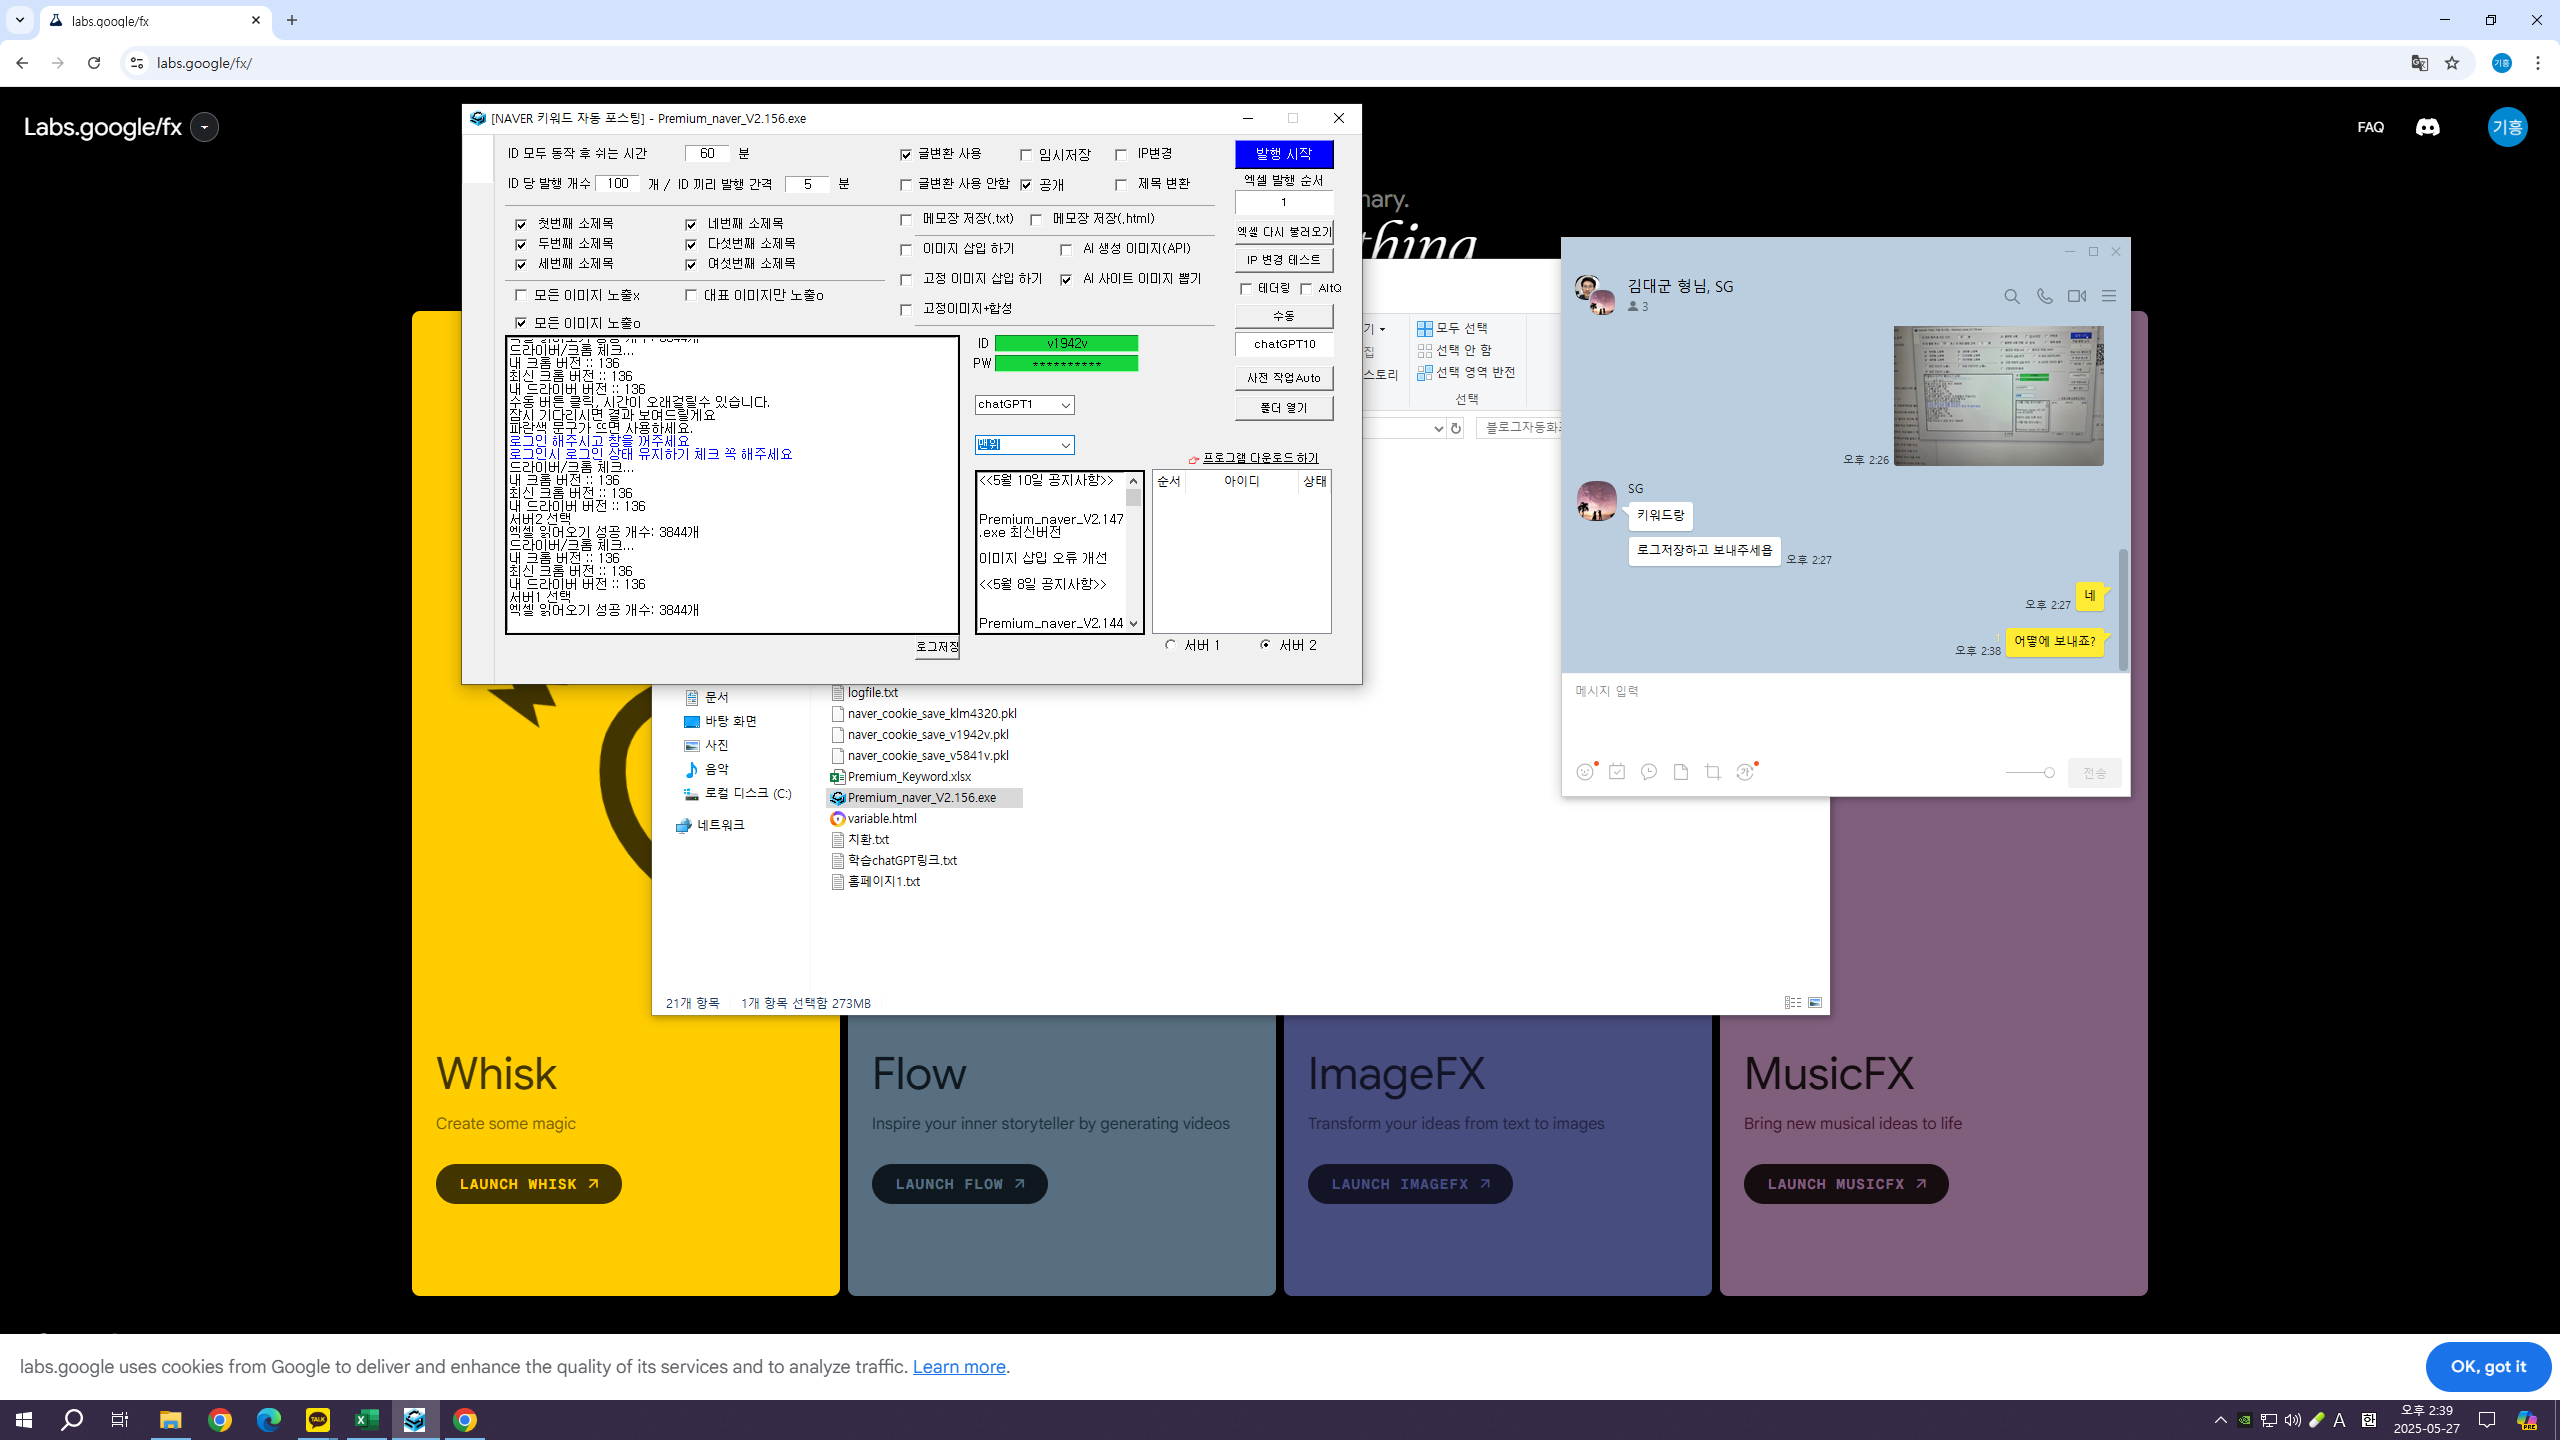 labs.google/fx
labs.google/fx/
기흥
Labs.google/fx
FAQ
기흥
nary.
thing
[NAVER 키워드 자동 포스팅] - Premium_naver_V2.156.exe
ID 모두 동작 후 쉬는 시간 60 분
ID 당 발행 개수 100 개 / ID 끼리 발행 간격 5 분
글변환 사용 임시저장 IP변경
글변환 사용 안함 공개 제목 변환
첫번째 소제목 네번째 소제목
두번째 소제목 다섯번째 소제목
세번째 소제목 여섯번째 소제목
모든 이미지 노출x 대표 이미지만 노출o
모든 이미지 노출o
메모장 저장(.txt) 메모장 저장(.html)
이미지 삽입 하기 AI 생성 이미지(API)
고정 이미지 삽입 하기 AI 사이트 이미지 뽑기
고정이미지+합성
발행 시작
엑셀 발행 순서
1
엑셀 다시 불러오기
IP 변경 테스트
테더링 AltQ
수동
chatGPT10
사전 작업Auto
폴더 열기
드라이버/크롬 체크...
내 크롬 버전 :: 136
최신 크롬 버전 :: 136
내 드라이버 버전 :: 136
수동 버튼 클릭, 시간이 오래걸릴수 있습니다.
잠시 기다리시면 결과 보여드릴게요
파란색 문구가 뜨면 사용하세요.
로그인 해주시고 창을 꺼주세요
로그인시 로그인 상태 유지하기 체크 꼭 해주세요
드라이버/크롬 체크...
내 크롬 버전 :: 136
최신 크롬 버전 :: 136
내 드라이버 버전 :: 136
서버2 선택
엑셀 읽어오기 성공 개수: 3844개
드라이버/크롬 체크...
내 크롬 버전 :: 136
최신 크롬 버전 :: 136
내 드라이버 버전 :: 136
서버1 선택
엑셀 읽어오기 성공 개수: 3844개
로그저장
ID v1942v
PW **********
chatGPT1
맨위
프로그램 다운로드 하기
<<5월 10일 공지사항>>
Premium_naver_V2.147
.exe 최신버전
이미지 삽입 오류 개선
<<5월 8일 공지사항>>
Premium_naver_V2.144
순서 아이디 상태
서버 1 서버 2
모두 선택
선택 안 함
선택 영역 반전
스토리
선택
블로그자동화
문서
바탕 화면
사진
음악
로컬 디스크 (C:)
네트워크
logfile.txt
naver_cookie_save_klm4320.pkl
naver_cookie_save_v1942v.pkl
naver_cookie_save_v5841v.pkl
Premium_Keyword.xlsx
Premium_naver_V2.156.exe
variable.html
치환.txt
학습chatGPT링크.txt
홈페이지1.txt
21개 항목 1개 항목 선택함 273MB
김대군 형님, SG
3
오후 2:26
SG
키워드랑
로그저장하고 보내주세욥
오후 2:27
네
오후 2:27
어떻에 보내죠?
1
오후 2:38
메시지 입력
전송
Whisk
Create some magic
LAUNCH WHISK
Flow
Inspire your inner storyteller by generating videos
LAUNCH FLOW
ImageFX
Transform your ideas from text to images
LAUNCH IMAGEFX
MusicFX
Bring new musical ideas to life
LAUNCH MUSICFX
labs.google uses cookies from Google to deliver and enhance the quality of its services and to analyze traffic. Learn more.
OK, got it
TALK
A
한
오후 2:39
2025-05-27
PRE